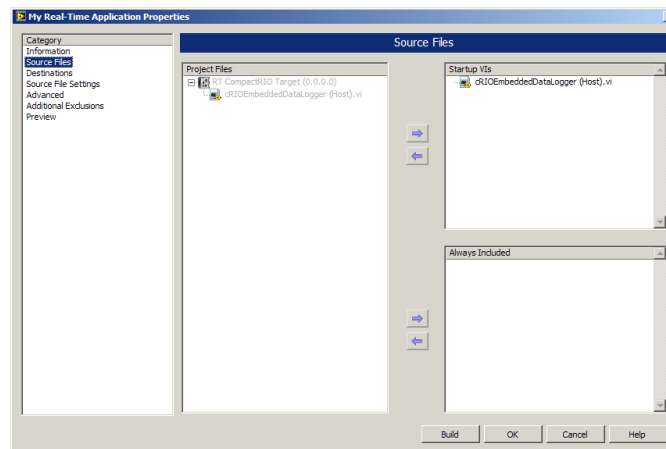 My Real-Time Application Properties
Category
Information
Source Files
Destinations
Source File Settings
Advanced
Additional Exclusions
Preview
Source Files
Project Files
RT CompactRIO Target (0.0.0.0)
cRIOEmbeddedDataLogger (Host).vi
Startup VIs
cRIOEmbeddedDataLogger (Host).vi
Always Included
Build OK Cancel Help